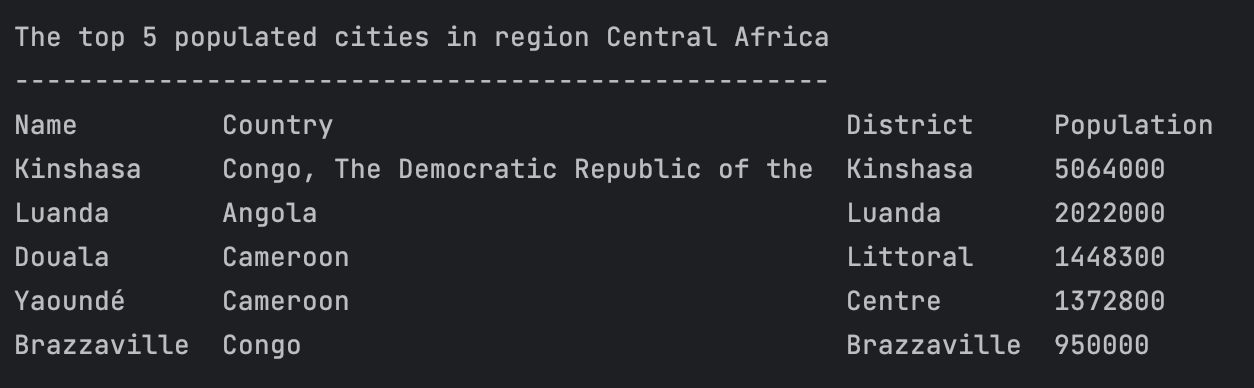 The top 5 populated cities in region Central Africa
---------------------------------------------------
Name         Country                                District     Population
Kinshasa     Congo, The Democratic Republic of the  Kinshasa     5064000
Luanda       Angola                                 Luanda       2022000
Douala       Cameroon                               Littoral     1448300
Yaoundé      Cameroon                               Centre       1372800
Brazzaville  Congo                                  Brazzaville  950000